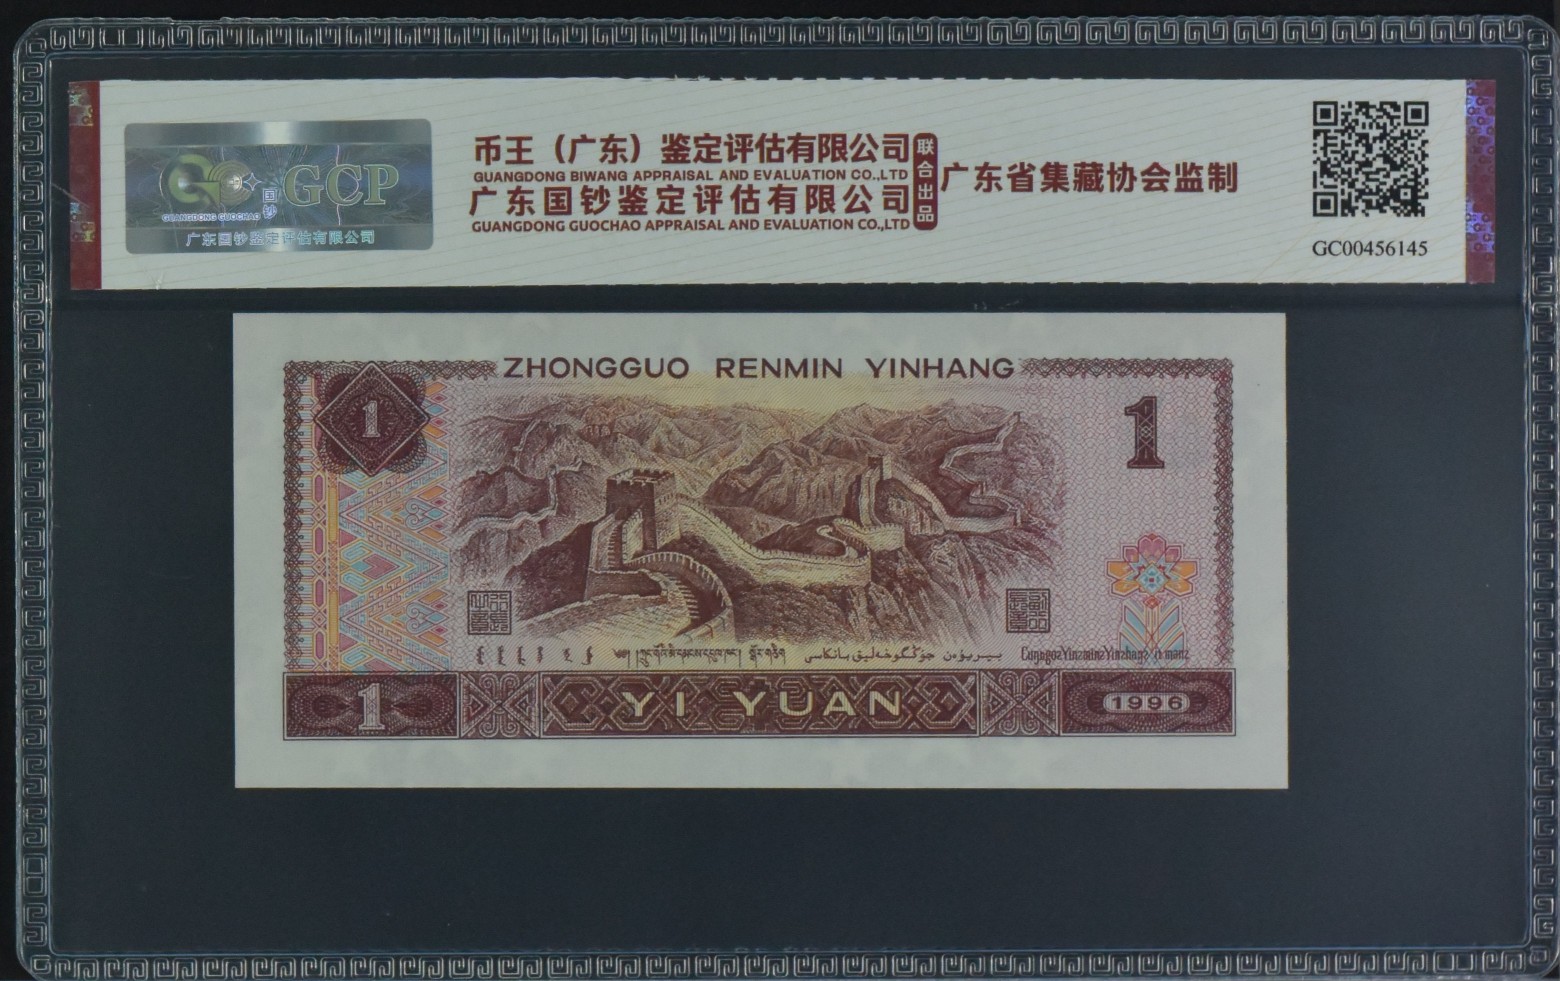 GCP
国钞
GUANGDONG GUOCHAO
广东国钞鉴定评估有限公司
币王（广东）鉴定评估有限公司
GUANGDONG BIWANG APPRAISAL AND EVALUATION CO.,LTD
广东国钞鉴定评估有限公司
GUANGDONG GUOCHAO APPRAISAL AND EVALUATION CO.,LTD
联合出品
广东省集藏协会监制
GC00456145
ZHONGGUO RENMIN YINHANG
1
1
1
YI YUAN
1996